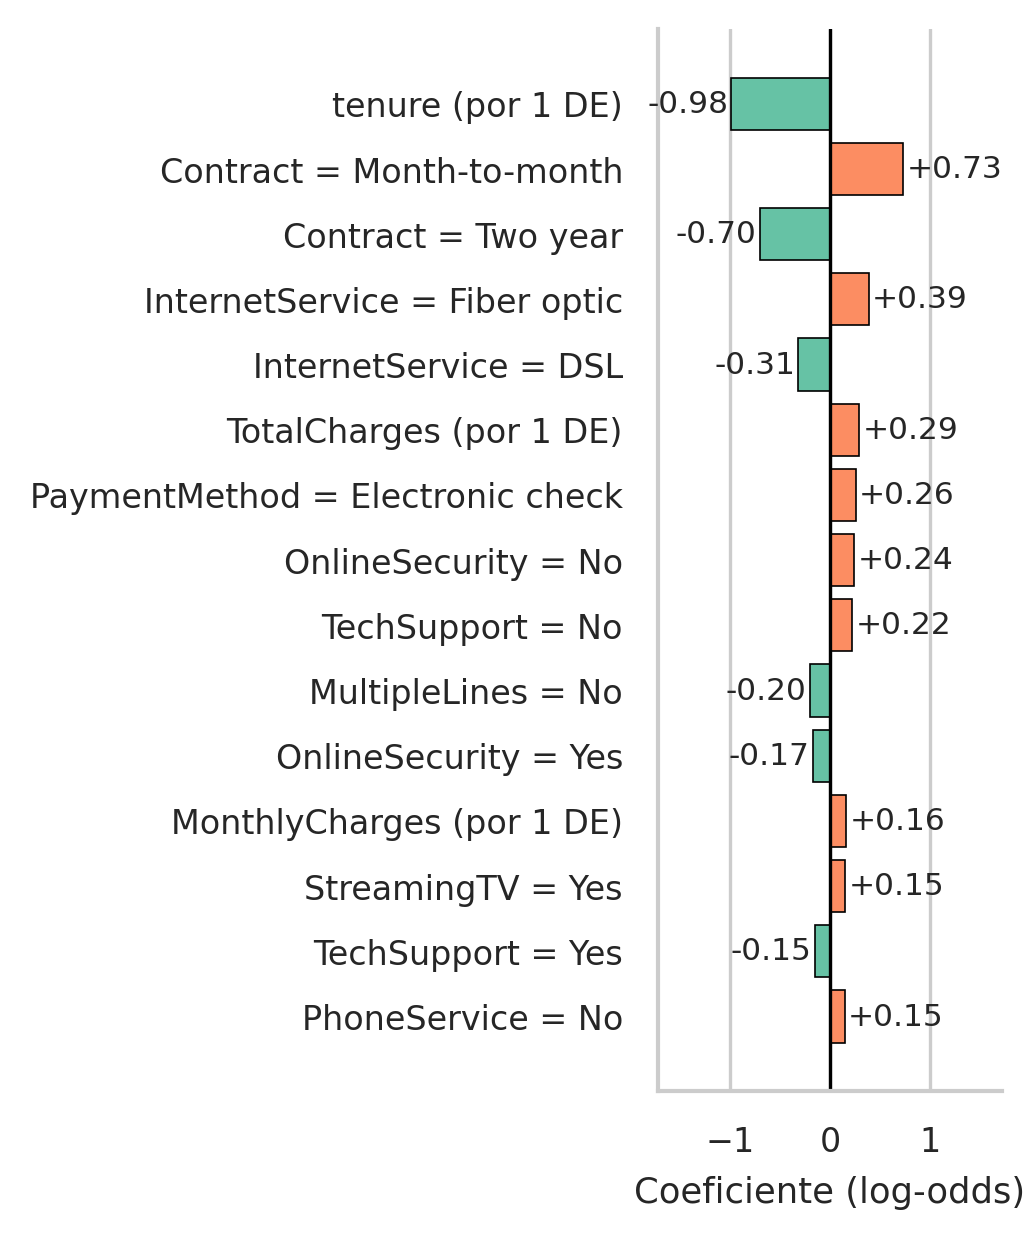 tenure (por 1 DE) -0.98
Contract = Month-to-month +0.73
Contract = Two year -0.70
InternetService = Fiber optic +0.39
InternetService = DSL -0.31
TotalCharges (por 1 DE) +0.29
PaymentMethod = Electronic check +0.26
OnlineSecurity = No +0.24
TechSupport = No +0.22
MultipleLines = No -0.20
OnlineSecurity = Yes -0.17
MonthlyCharges (por 1 DE) +0.16
StreamingTV = Yes +0.15
TechSupport = Yes -0.15
PhoneService = No +0.15
−1 0 1
Coeficiente (log-odds)